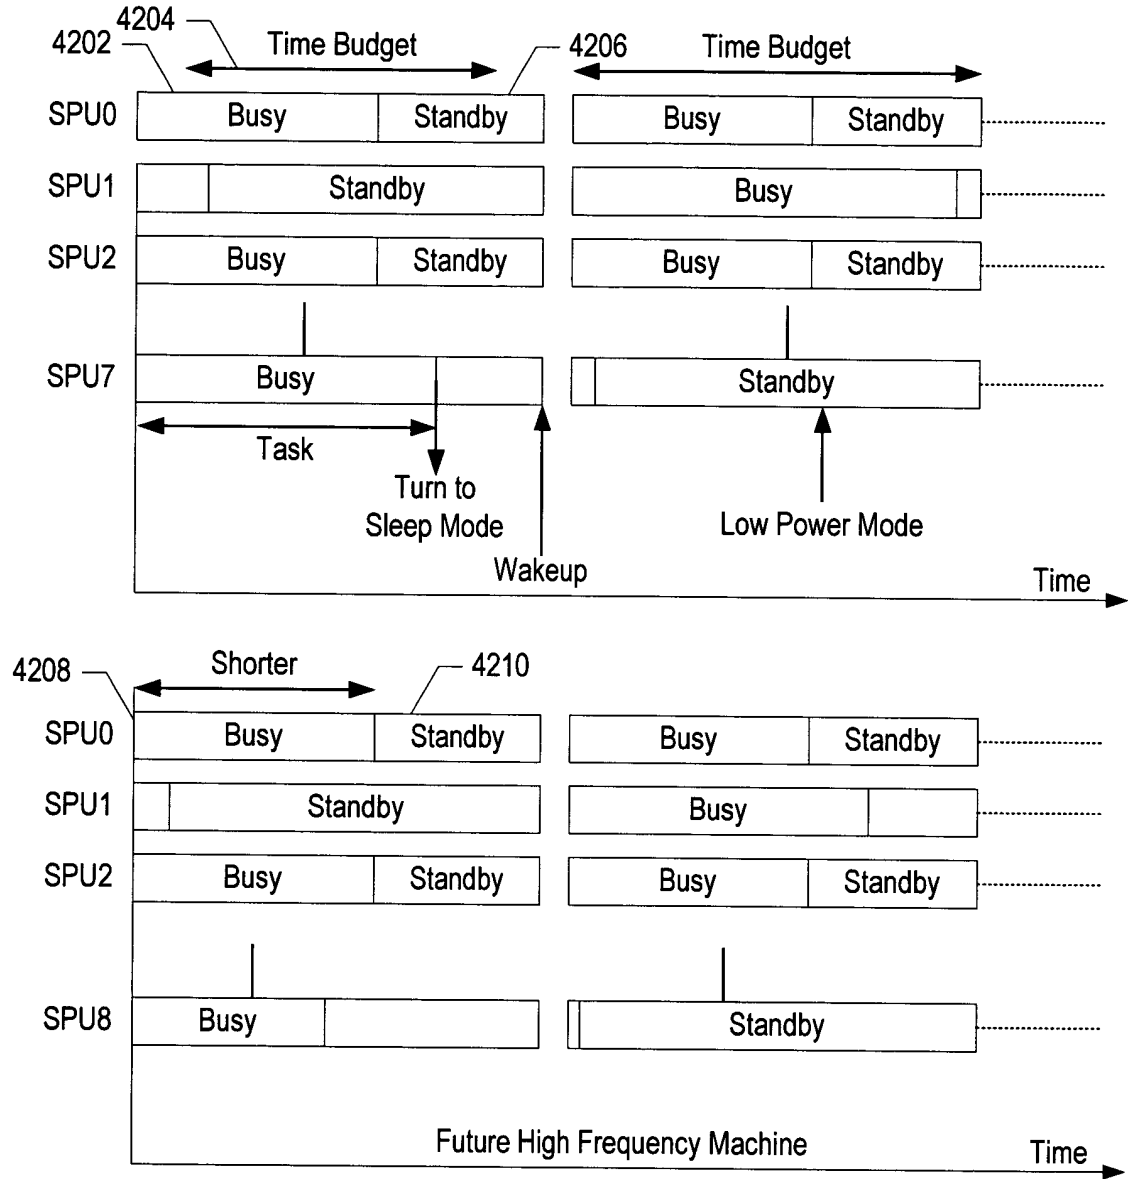 4204
4202
Time Budget
4206
Time Budget
SPU0
Busy
Standby
Busy
Standby
SPU1
Standby
Busy
SPU2
Busy
Standby
Busy
Standby
SPU7
Busy
Standby
Task
Turn to
Sleep Mode
Low Power Mode
Wakeup
Time
4208
Shorter
4210
SPU0
Busy
Standby
Busy
Standby
SPU1
Standby
Busy
SPU2
Busy
Standby
Busy
Standby
SPU8
Busy
Standby
Future High Frequency Machine
Time